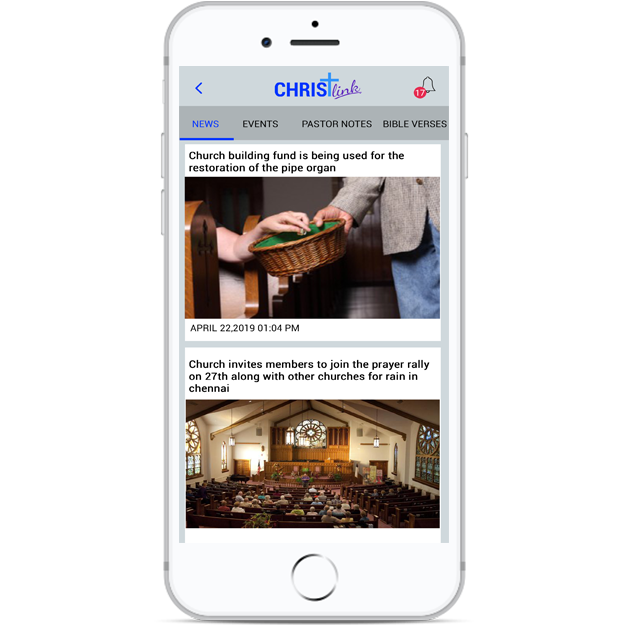 CHRISTlink
17
NEWS EVENTS PASTOR NOTES BIBLE VERSES
Church building fund is being used for the
restoration of the pipe organ
APRIL 22,2019 01:04 PM
Church invites members to join the prayer rally
on 27th along with other churches for rain in
chennai